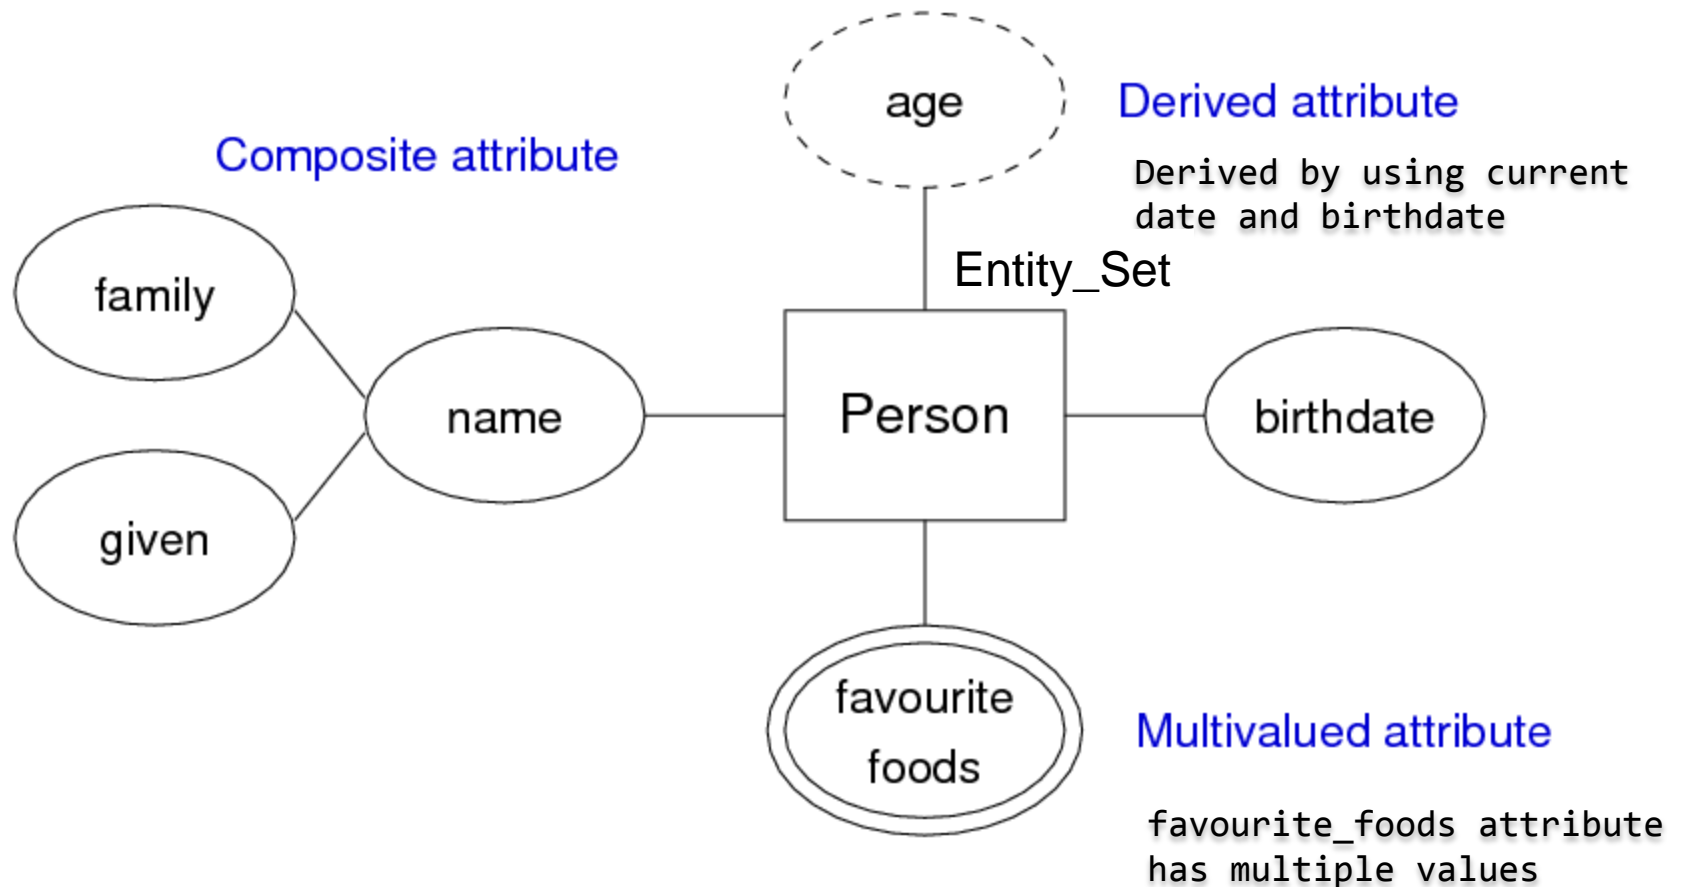 age
Derived attribute
Composite attribute
Derived by using current
date and birthdate
Entity_Set
family
name
Person
birthdate
given
favourite
foods
Multivalued attribute
favourite_foods attribute
has multiple values